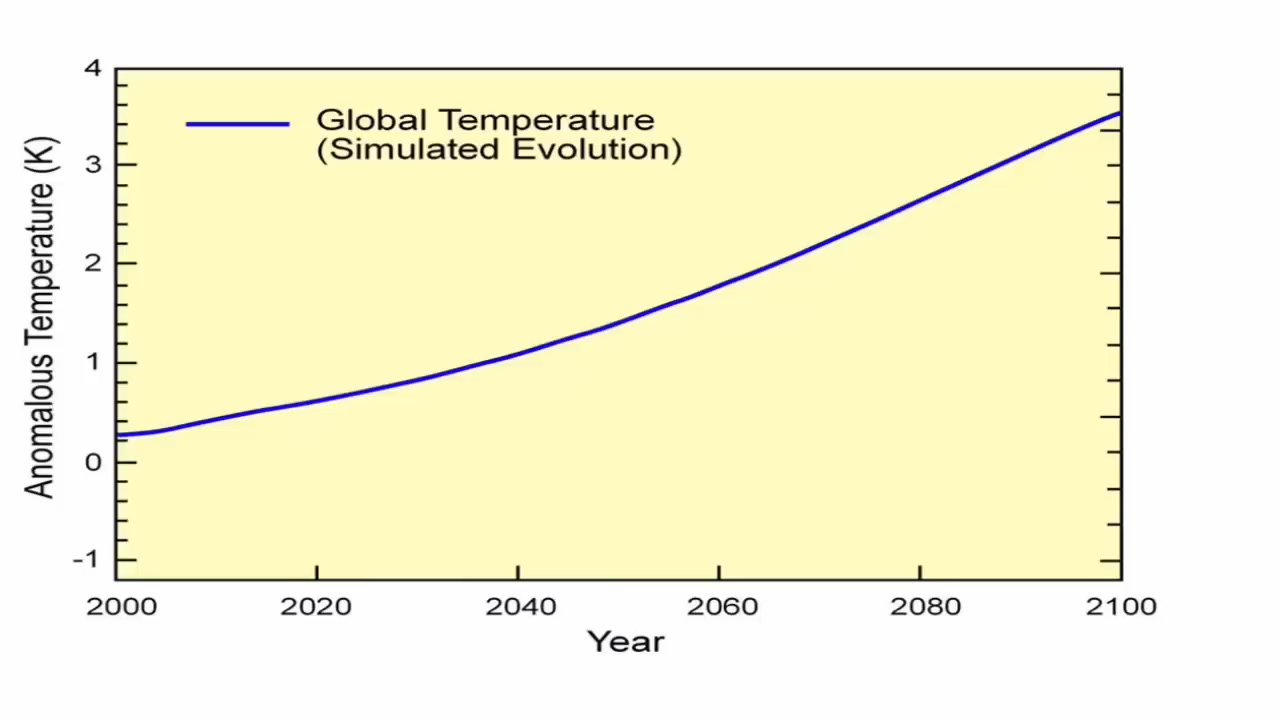 4
Global Temperature
(Simulated Evolution)
3
2
1
0
-1
Anomalous Temperature (K)
2000 2020 2040 2060 2080 2100
Year